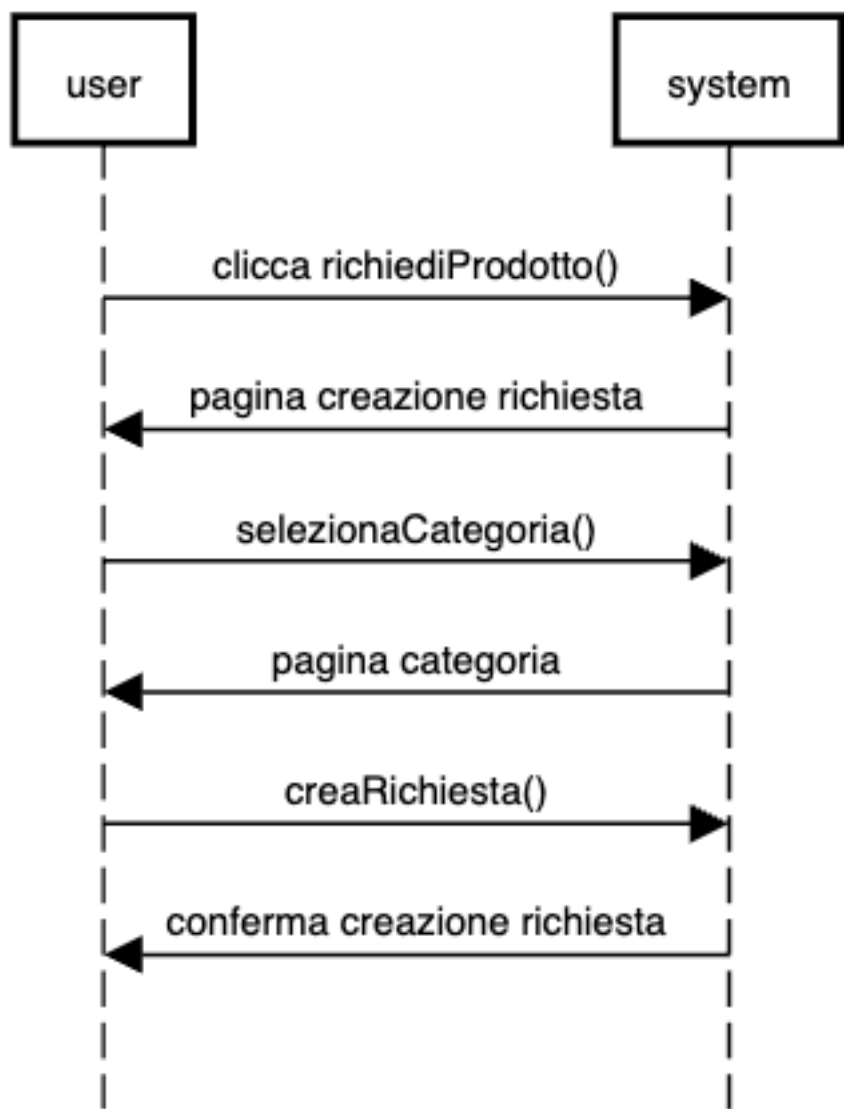 user
system
clicca richiediProdotto()
pagina creazione richiesta
selezionaCategoria()
pagina categoria
creaRichiesta()
conferma creazione richiesta